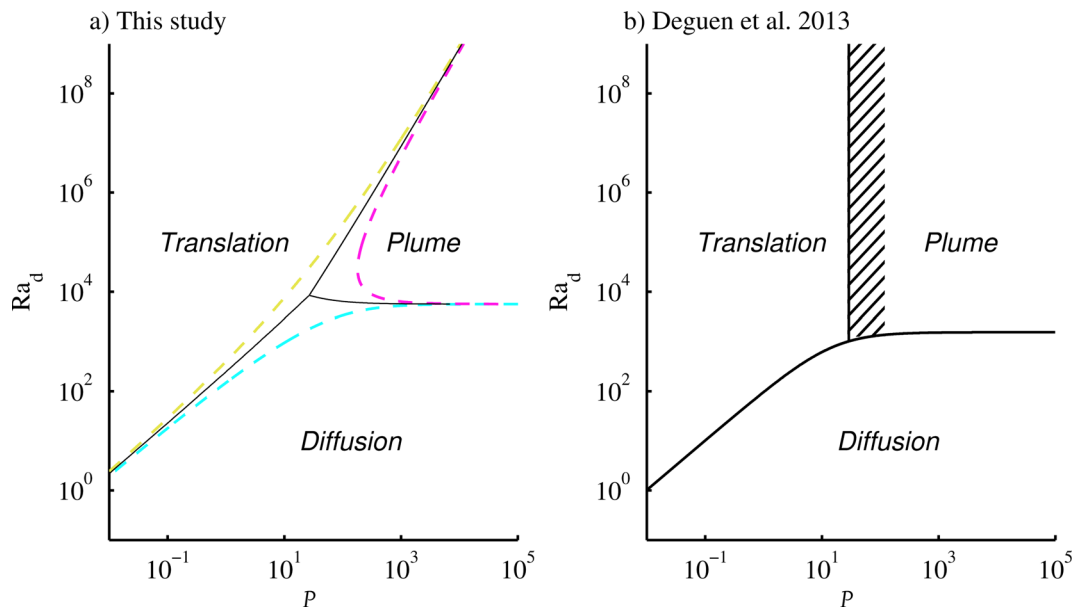 a) This study
10^8
10^6
Translation Plume
10^4
Ra_d
10^2
Diffusion
10^0
10^-1 10^1 10^3 10^5
P
b) Deguen et al. 2013
10^8
10^6
Translation Plume
10^4
Ra_d
10^2
Diffusion
10^0
10^-1 10^1 10^3 10^5
P